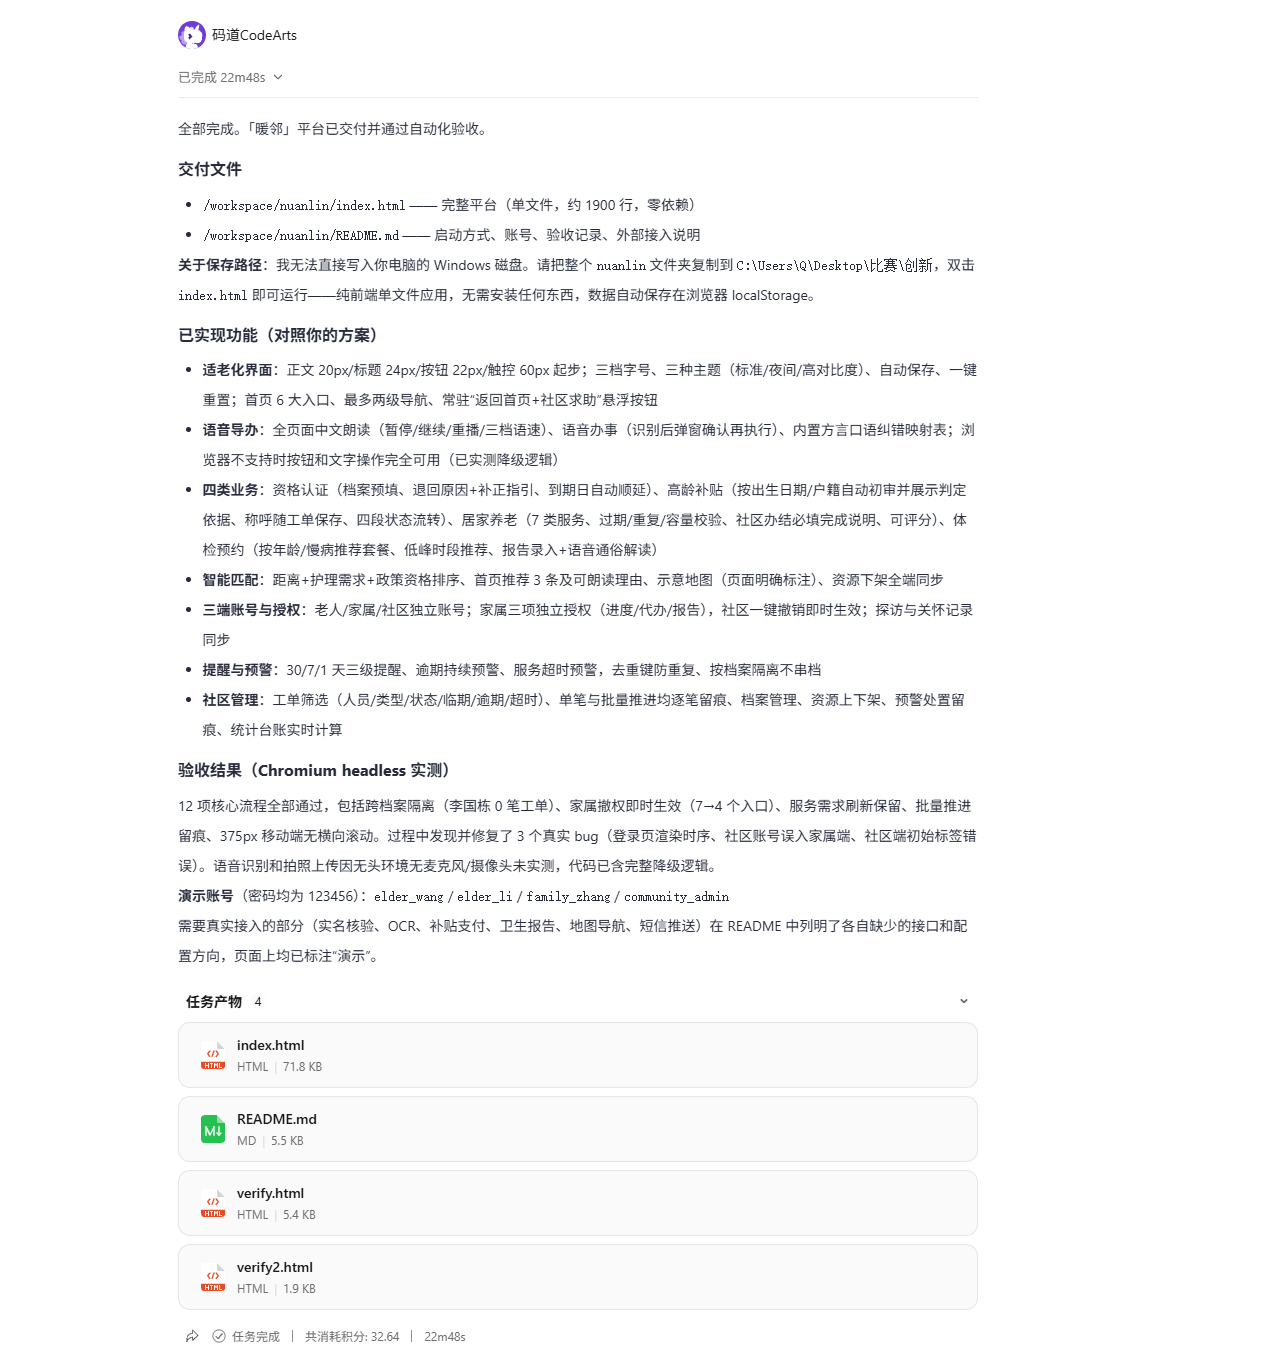 码道CodeArts
已完成 22m48s
全部完成。「暖邻」平台已交付并通过自动化验收。
交付文件
• /workspace/nuanlin/index.html —— 完整平台（单文件，约 1900 行，零依赖）
• /workspace/nuanlin/README.md —— 启动方式、账号、验收记录、外部接入说明
关于保存路径：我无法直接写入你电脑的 Windows 磁盘。请把整个 nuanlin 文件夹复制到 C:\Users\Q\Desktop\比赛\创新，双击
index.html 即可运行——纯前端单文件应用，无需安装任何东西，数据自动保存在浏览器 localStorage。
已实现功能（对照你的方案）
• 适老化界面：正文 20px/标题 24px/按钮 22px/触控 60px 起步；三档字号、三种主题（标准/夜间/高对比度）、自动保存、一键
重置；首页 6 大入口、最多两级导航、常驻“返回首页+社区求助”悬浮按钮
• 语音导办：全页面中文朗读（暂停/继续/重播/三档语速）、语音办事（识别后弹窗确认再执行）、内置方言口语纠错映射表；浏
览器不支持时按钮和文字操作完全可用（已实测降级逻辑）
• 四类业务：资格认证（档案预填、退回原因+补正指引、到期日自动顺延）、高龄补贴（按出生日期/户籍自动初审并展示判定
依据、称呼随工单保存、四段状态流转）、居家养老（7 类服务、过期/重复/容量校验、社区办结必填完成说明、可评分）、体
检预约（按年龄/慢病推荐套餐、低峰时段推荐、报告录入+语音通俗解读）
• 智能匹配：距离+护理需求+政策资格排序、首页推荐 3 条及可朗读理由、示意地图（页面明确标注）、资源下架全端同步
• 三端账号与授权：老人/家属/社区独立账号；家属三项独立授权（进度/代办/报告），社区一键撤销即时生效；探访与关怀记录
同步
• 提醒与预警：30/7/1 天三级提醒、逾期持续预警、服务超时预警，去重键防重复、按档案隔离不串档
• 社区管理：工单筛选（人员/类型/状态/临期/逾期/超时）、单笔与批量推进均逐笔留痕、档案管理、资源上下架、预警处置留
痕、统计台账实时计算
验收结果（Chromium headless 实测）
12 项核心流程全部通过，包括跨档案隔离（李国栋 0 笔工单）、家属撤权即时生效（7→4 个入口）、服务需求刷新保留、批量推进
留痕、375px 移动端无横向滚动。过程中发现并修复了 3 个真实 bug（登录页渲染时序、社区账号误入家属端、社区端初始标签错
误）。语音识别和拍照上传因无头环境无麦克风/摄像头未实测，代码已含完整降级逻辑。
演示账号（密码均为 123456）：elder_wang / elder_li / family_zhang / community_admin
需要真实接入的部分（实名核验、OCR、补贴支付、卫生报告、地图导航、短信推送）在 README 中列明了各自缺少的接口和配
置方向，页面上均已标注“演示”。
任务产物 4
index.html
HTML | 71.8 KB
README.md
MD | 5.5 KB
verify.html
HTML | 5.4 KB
verify2.html
HTML | 1.9 KB
任务完成 | 共消耗积分: 32.64 | 22m48s